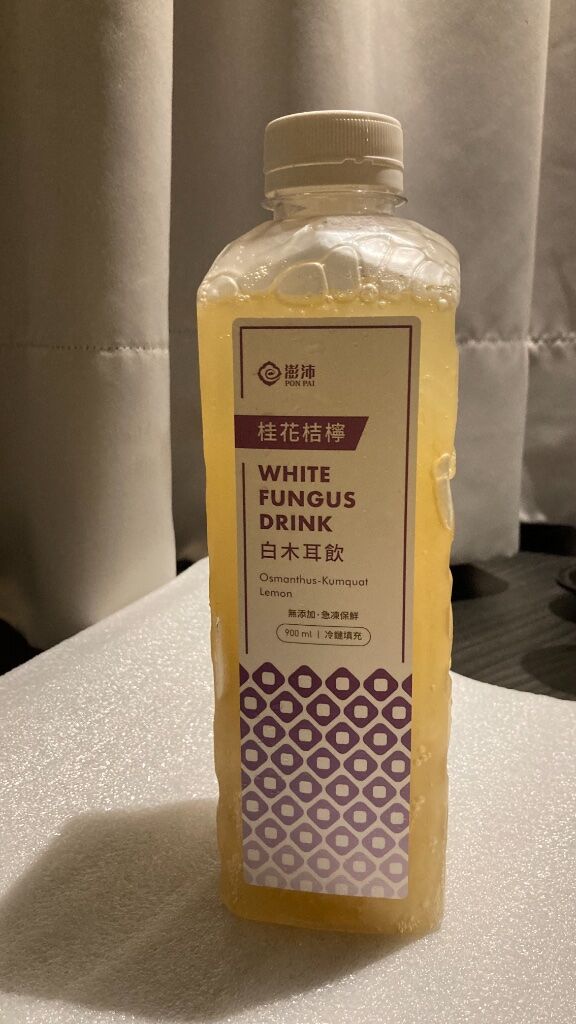 澎沛
PON PAI
桂花桔檸
WHITE
FUNGUS
DRINK
白木耳飲
Osmanthus-Kumquat
Lemon
無添加·急凍保鮮
900 ml | 冷鏈填充